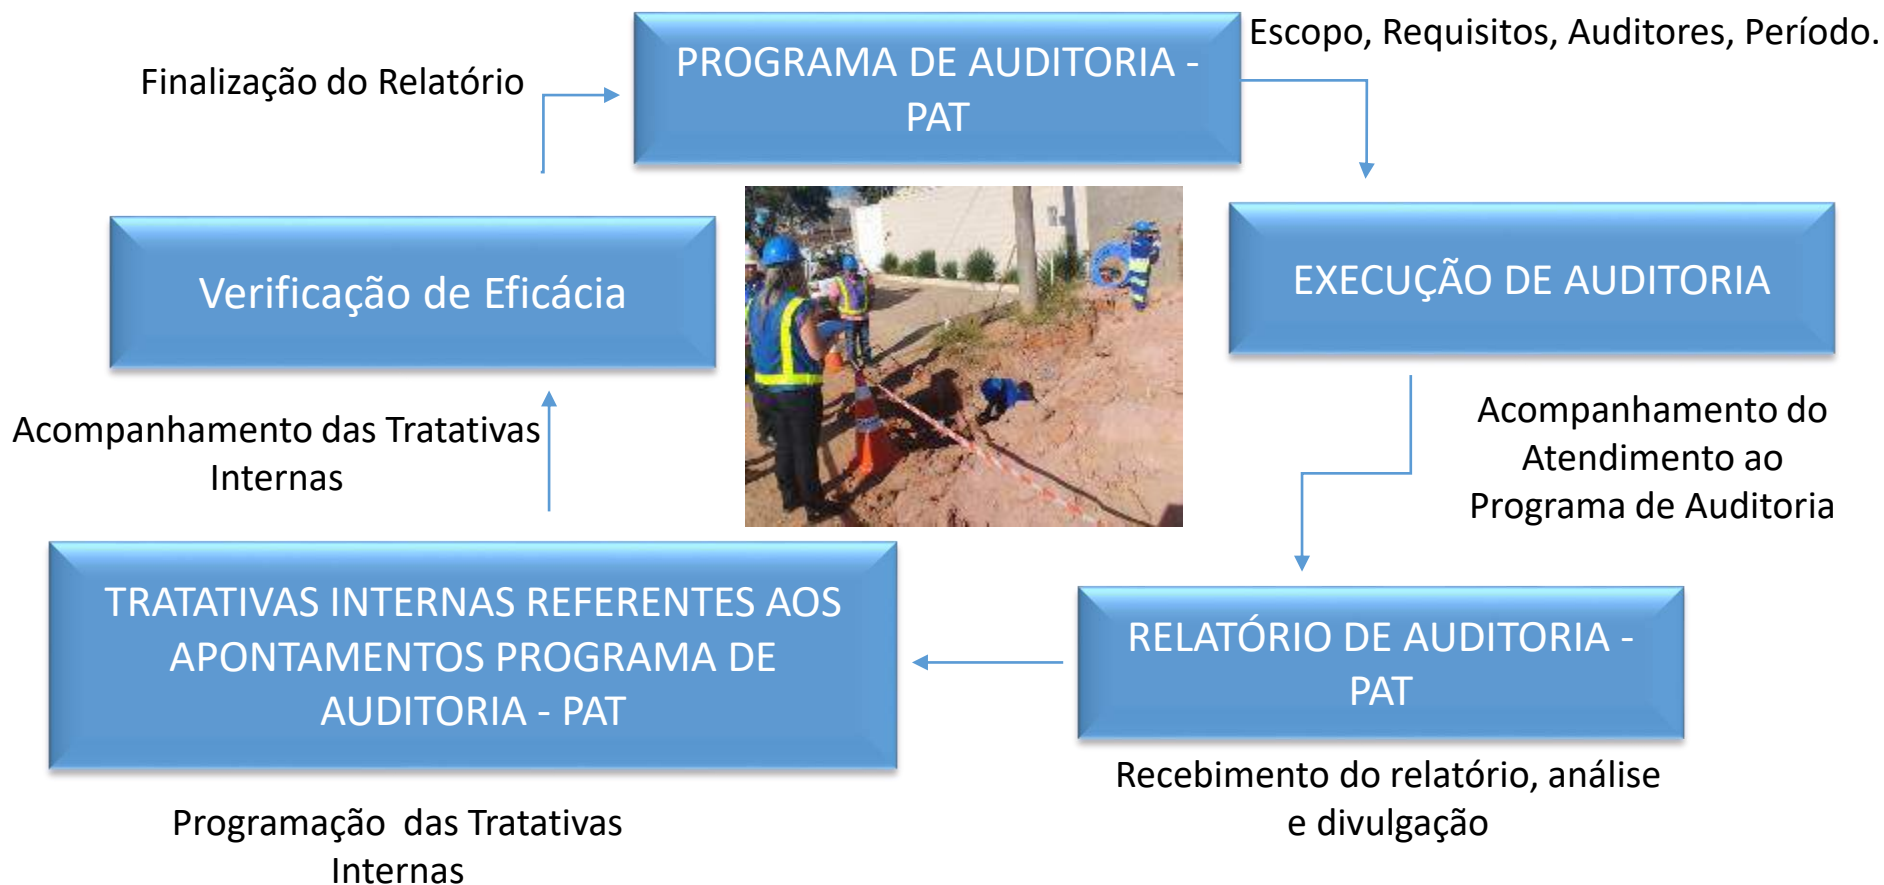 PROGRAMA DE AUDITORIA -
PAT
Escopo, Requisitos, Auditores, Período.
EXECUÇÃO DE AUDITORIA
Acompanhamento do
Atendimento ao
Programa de Auditoria
RELATÓRIO DE AUDITORIA -
PAT
Recebimento do relatório, análise
e divulgação
TRATATIVAS INTERNAS REFERENTES AOS
APONTAMENTOS PROGRAMA DE
AUDITORIA - PAT
Programação das Tratativas
Internas
Acompanhamento das Tratativas
Internas
Verificação de Eficácia
Finalização do Relatório